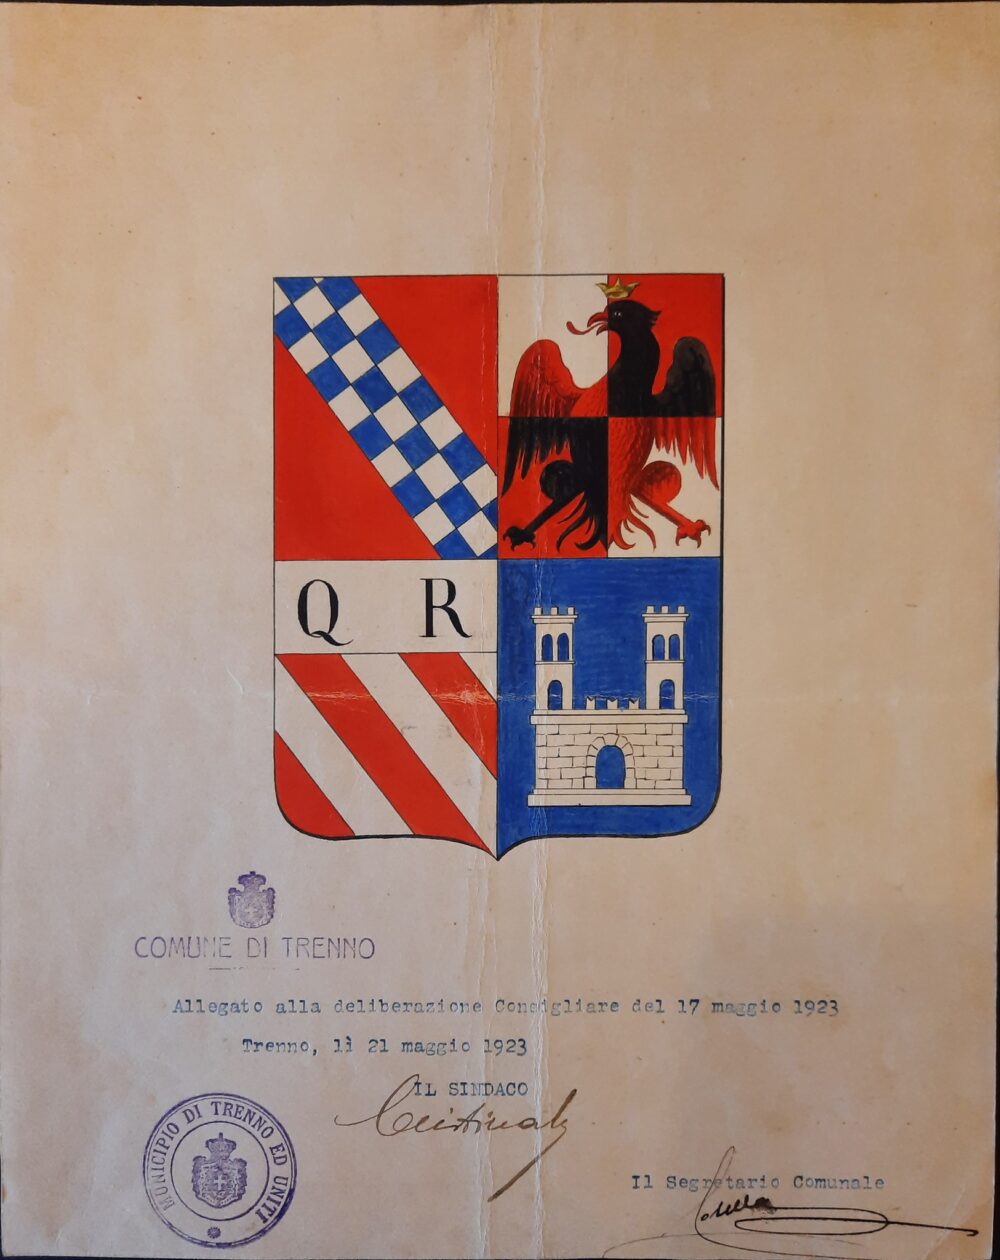 Q R
COMUNE DI TRENNO
Allegato alla deliberazione Consigliare del 17 maggio 1923
Trenno, lì 21 maggio 1923
IL SINDACO
MUNICIPIO DI TRENNO ED UNITI
Il Segretario Comunale